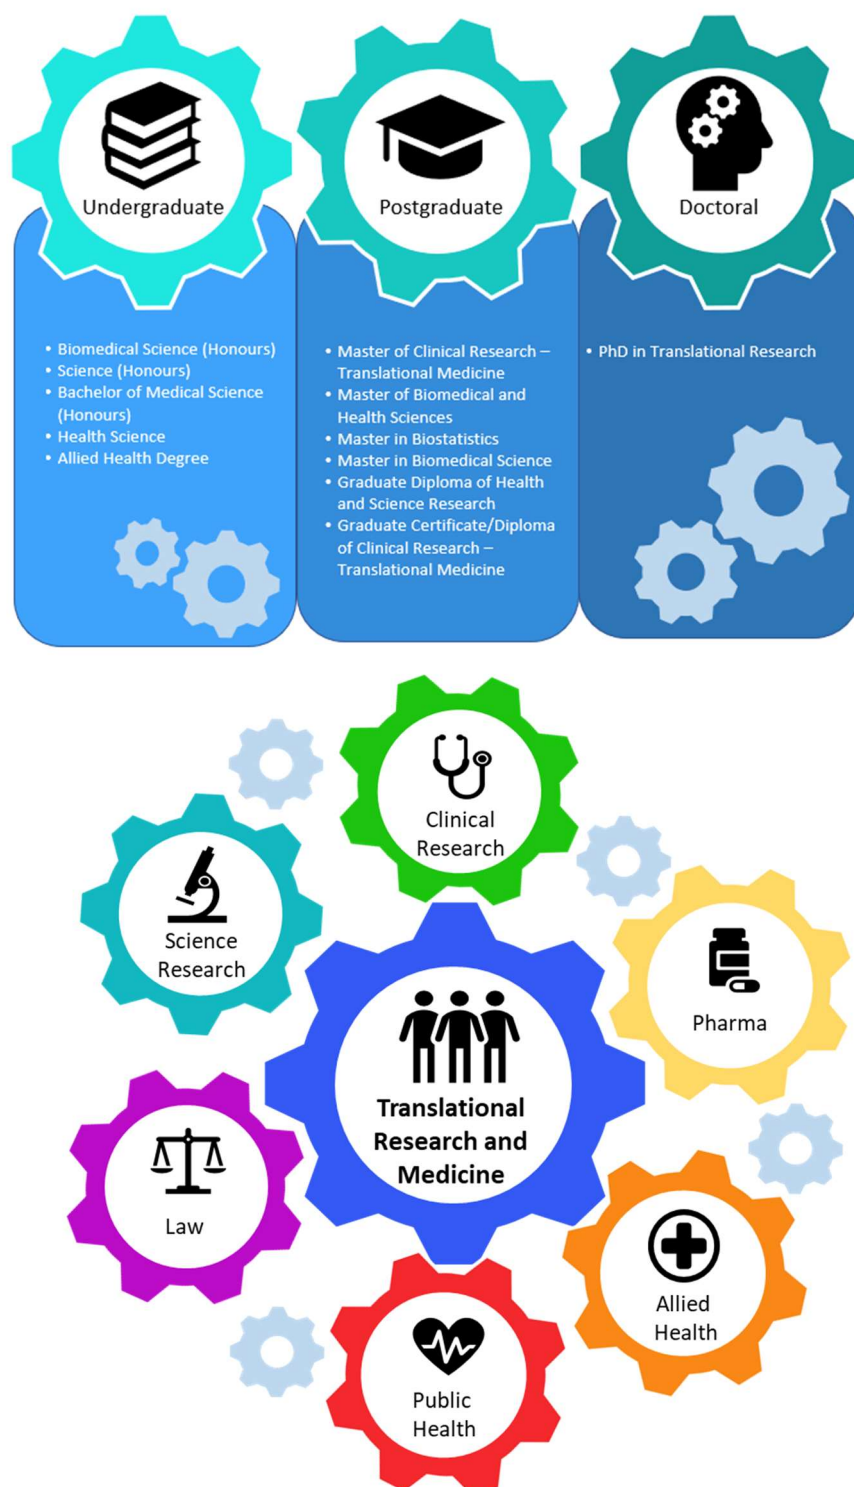 Undergraduate
Postgraduate
Doctoral
• Biomedical Science (Honours)
• Science (Honours)
• Bachelor of Medical Science
(Honours)
• Health Science
• Allied Health Degree
• Master of Clinical Research –
Translational Medicine
• Master of Biomedical and
Health Sciences
• Master in Biostatistics
• Master in Biomedical Science
• Graduate Diploma of Health
and Science Research
• Graduate Certificate/Diploma
of Clinical Research –
Translational Medicine
• PhD in Translational Research
Clinical
Research
Science
Research
Pharma
Translational
Research and
Medicine
Law
Allied
Health
Public
Health